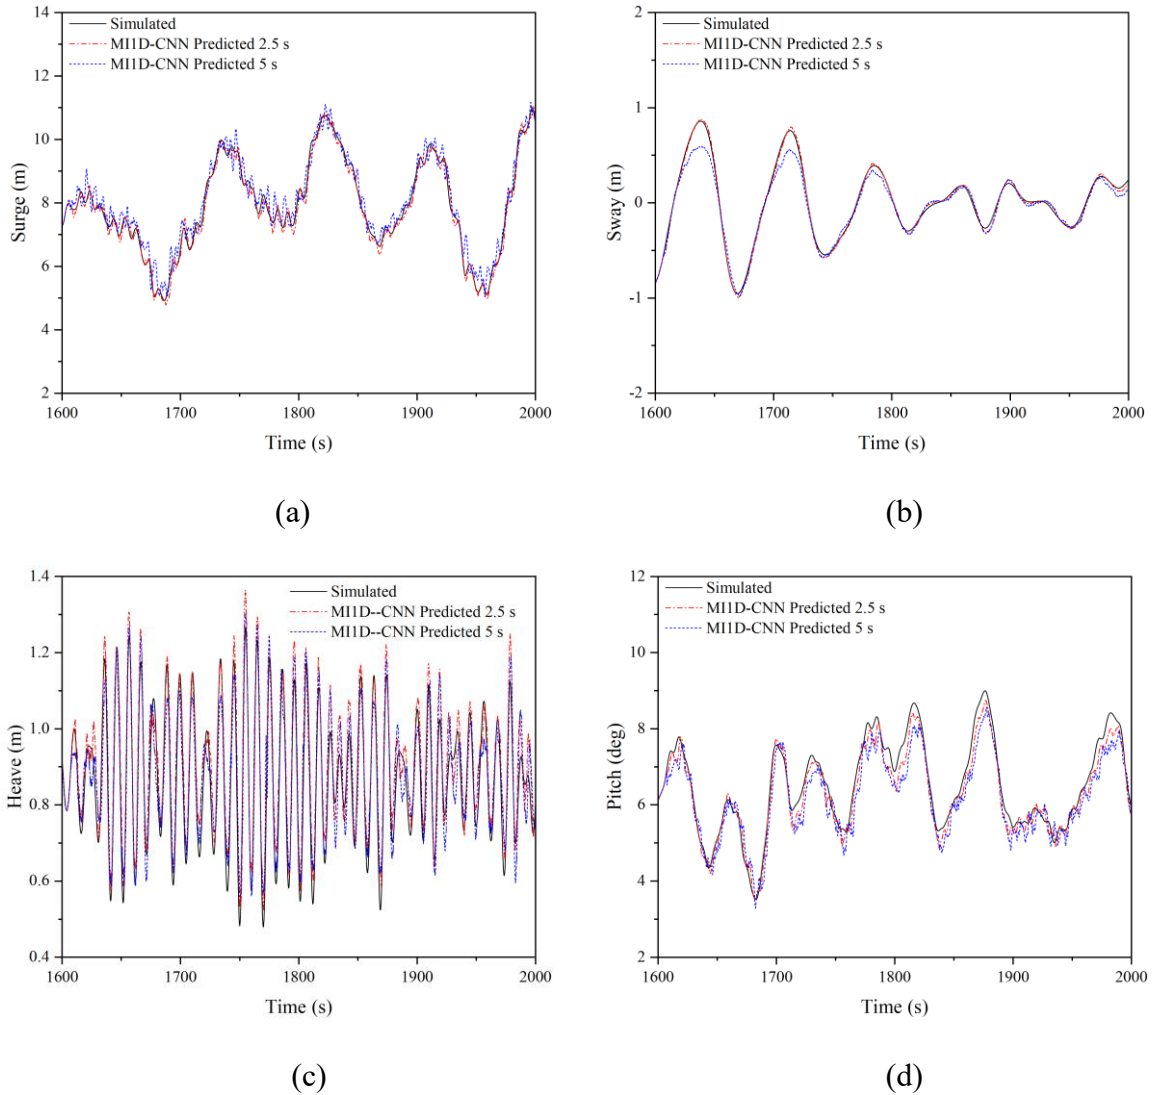 14
12
10
8
6
4
2
Surge (m)
Simulated
MI1D-CNN Predicted 2.5 s
MI1D-CNN Predicted 5 s
1600 1700 1800 1900 2000
Time (s)
(a)
2
1
0
-1
-2
Sway (m)
Simulated
MI1D-CNN Predicted 2.5 s
MI1D-CNN Predicted 5 s
1600 1700 1800 1900 2000
Time (s)
(b)
1.4
1.2
1.0
0.8
0.6
0.4
Heave (m)
Simulated
MI1D--CNN Predicted 2.5 s
MI1D--CNN Predicted 5 s
1600 1700 1800 1900 2000
Time (s)
(c)
12
10
8
6
4
2
Pitch (deg)
Simulated
MI1D-CNN Predicted 2.5 s
MI1D-CNN Predicted 5 s
1600 1700 1800 1900 2000
Time (s)
(d)